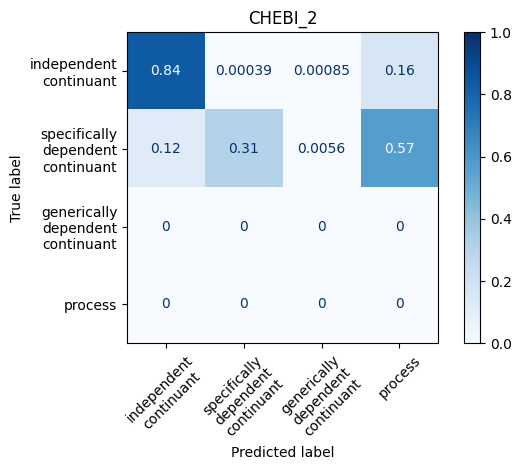 CHEBI_2
True label
independent
continuant
0.84 0.00039 0.00085 0.16
specifically
dependent
continuant
0.12 0.31 0.0056 0.57
generically
dependent
continuant
0 0 0 0
process
0 0 0 0
independent
continuant
specifically
dependent
continuant
generically
dependent
continuant
process
Predicted label
1.0
0.8
0.6
0.4
0.2
0.0